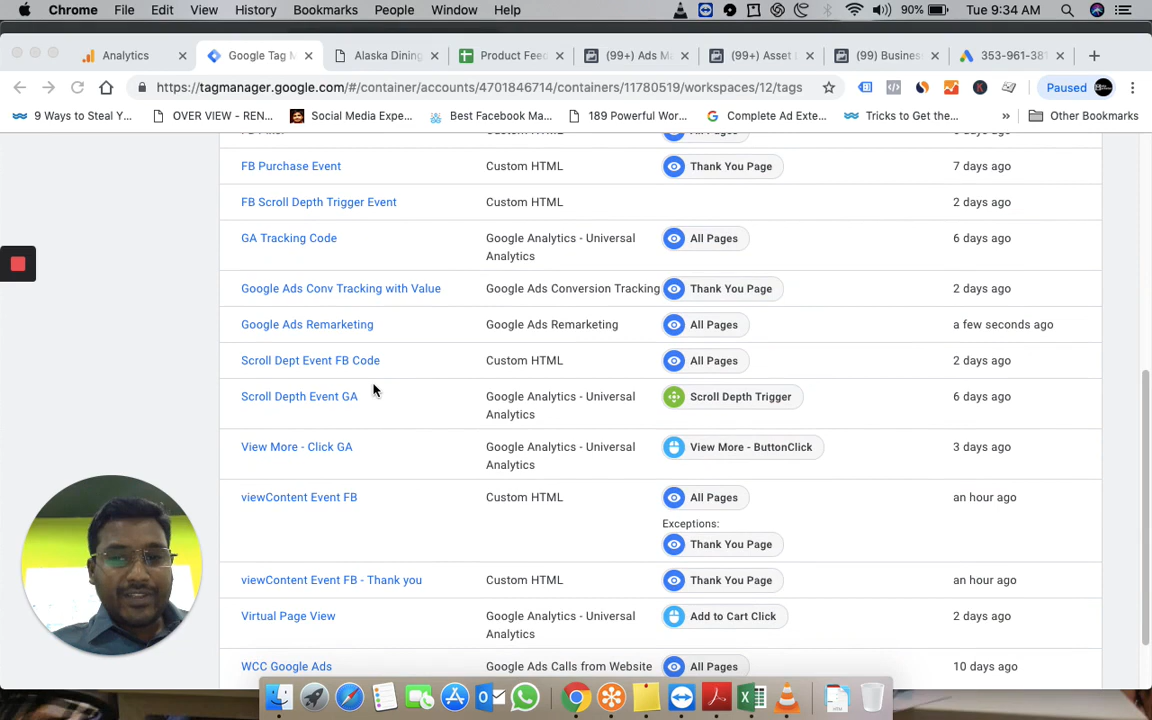 Chrome File Edit View History Bookmarks People Window Help 90% Tue 9:34 AM
Analytics Google Tag M Alaska Dining Product Feed (99+) Ads M (99+) Asset (99) Busines 353-961-381
https://tagmanager.google.com/#/container/accounts/4701846714/containers/11780519/workspaces/12/tags Paused
9 Ways to Steal Y... OVER VIEW - REN... Social Media Expe... Best Facebook Ma... 189 Powerful Wor... Complete Ad Exte... Tricks to Get the... » Other Bookmarks
All Pages
FB Purchase Event Custom HTML Thank You Page 7 days ago
FB Scroll Depth Trigger Event Custom HTML 2 days ago
GA Tracking Code Google Analytics - Universal All Pages 6 days ago
Analytics
Google Ads Conv Tracking with Value Google Ads Conversion Tracking Thank You Page 2 days ago
Google Ads Remarketing Google Ads Remarketing All Pages a few seconds ago
Scroll Dept Event FB Code Custom HTML All Pages 2 days ago
Scroll Depth Event GA Google Analytics - Universal Scroll Depth Trigger 6 days ago
Analytics
View More - Click GA Google Analytics - Universal View More - ButtonClick 3 days ago
Analytics
viewContent Event FB Custom HTML All Pages an hour ago
Exceptions:
Thank You Page
viewContent Event FB - Thank you Custom HTML Thank You Page an hour ago
Virtual Page View Google Analytics - Universal Add to Cart Click 2 days ago
Analytics
WCC Google Ads Google Ads Calls from Website All Pages 10 days ago